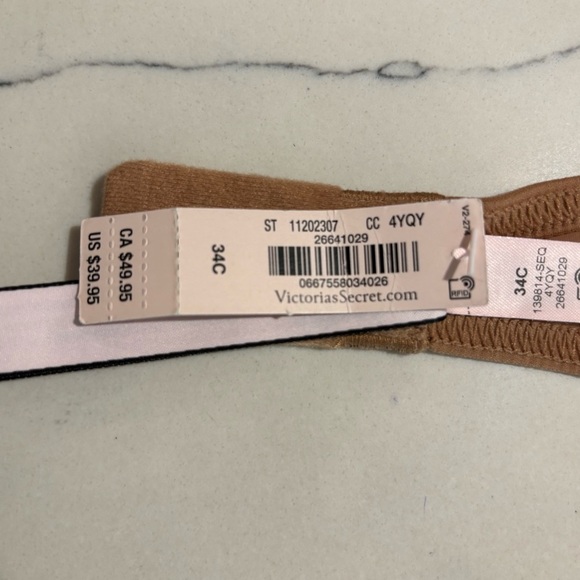 ST 11202307 CC 4YQY
26641029
0667558034026
VictoriasSecret.com
34C
CA $49.95
US $39.95
RFID
34C
139814-SEQ
4YQY
26641029